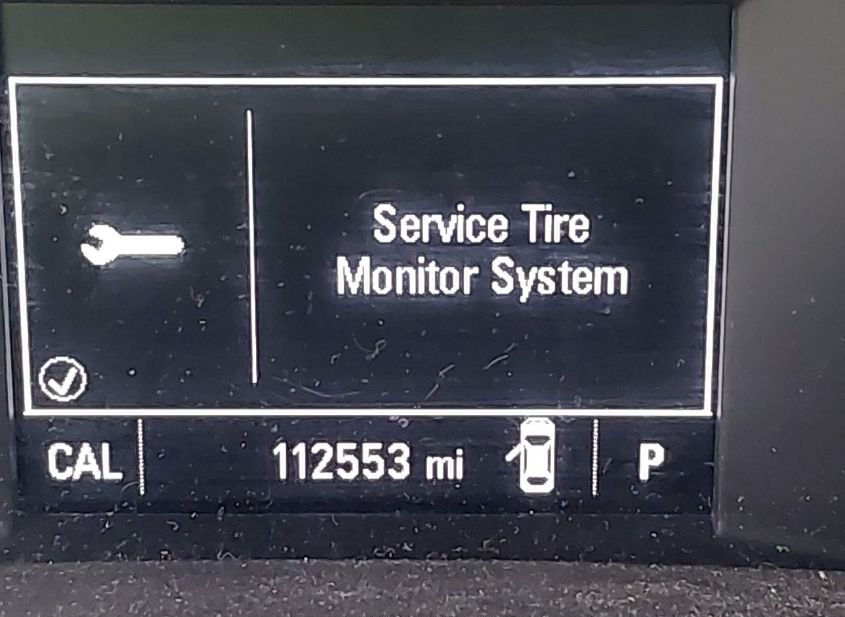 Service Tire
Monitor System
CAL 112553 mi P